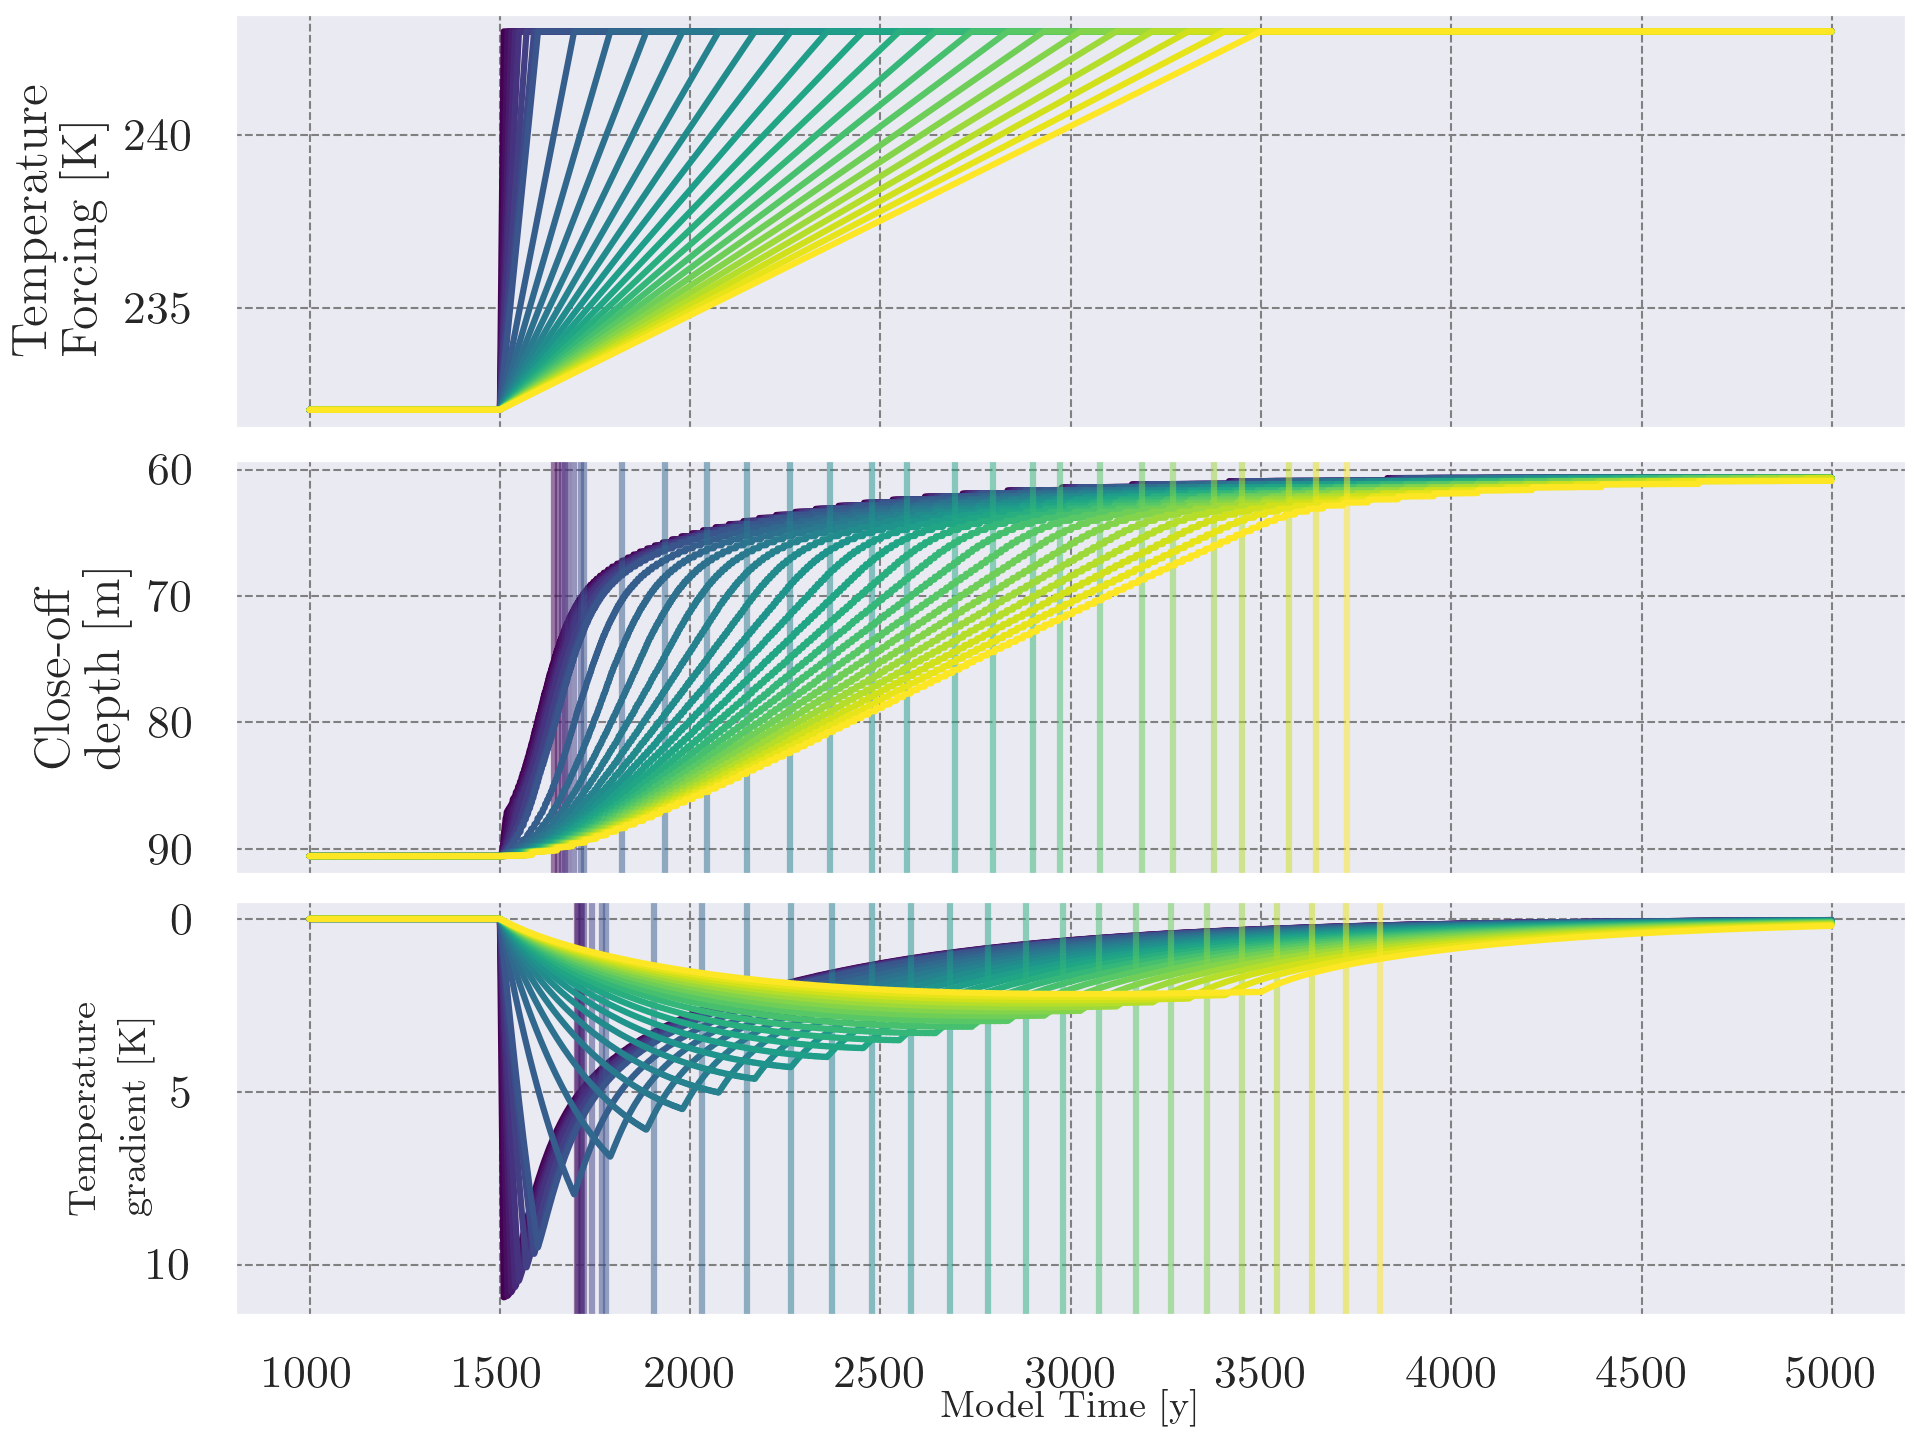 Temperature
Forcing [K]
240
235
Close-off
depth [m]
60
70
80
90
Temperature
gradient [K]
0
5
10
1000 1500 2000 2500 3000 3500 4000 4500 5000
Model Time [y]